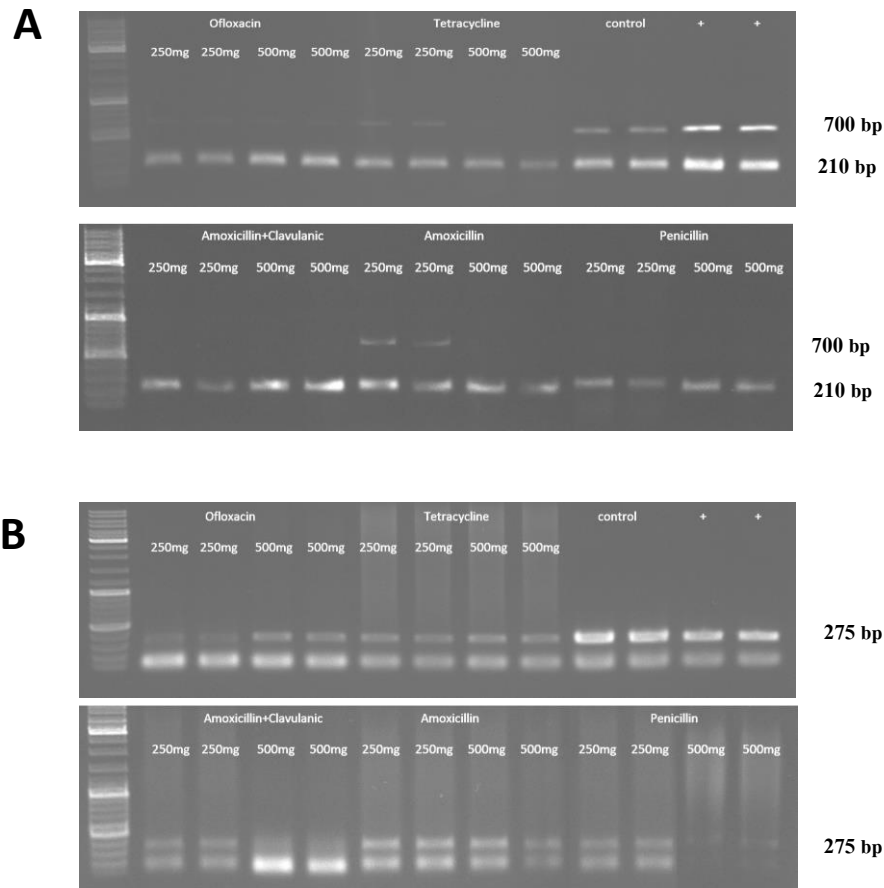 A
Ofloxacin Tetracycline control + +
250mg 250mg 500mg 500mg 250mg 250mg 500mg 500mg
700 bp
210 bp
Amoxicillin+Clavulanic Amoxicillin Penicillin
250mg 250mg 500mg 500mg 250mg 250mg 500mg 500mg 250mg 250mg 500mg 500mg
700 bp
210 bp
B
Ofloxacin Tetracycline control + +
250mg 250mg 500mg 500mg 250mg 250mg 500mg 500mg
275 bp
Amoxicillin+Clavulanic Amoxicillin Penicillin
250mg 250mg 500mg 500mg 250mg 250mg 500mg 500mg 250mg 250mg 500mg 500mg
275 bp